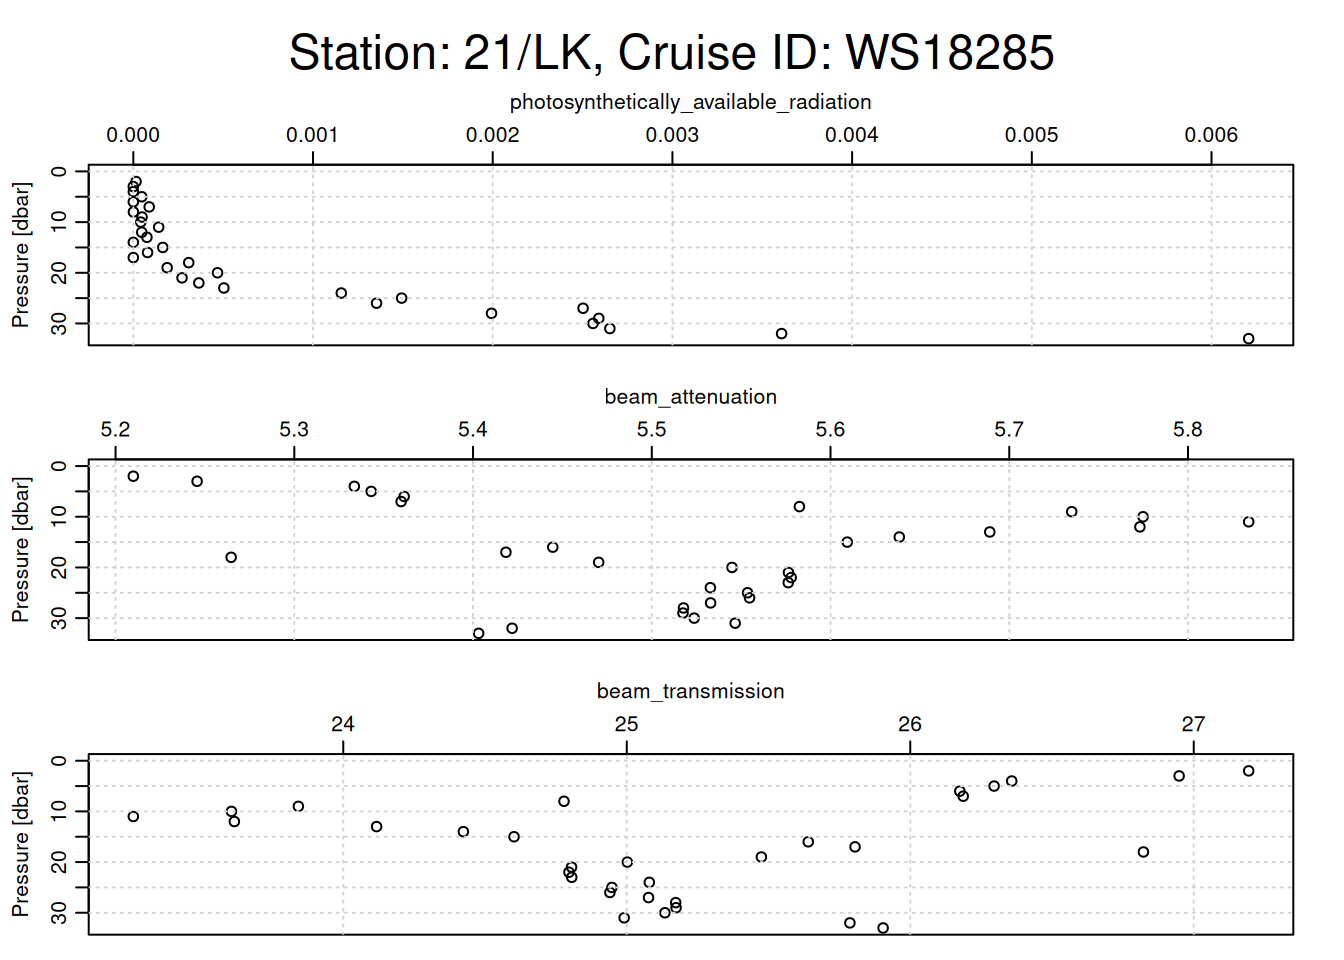 Station: 21/LK, Cruise ID: WS18285
photosynthetically_available_radiation
0.000 0.001 0.002 0.003 0.004 0.005 0.006
Pressure [dbar]
0
10
20
30
beam_attenuation
5.2 5.3 5.4 5.5 5.6 5.7 5.8
Pressure [dbar]
0
10
20
30
beam_transmission
24 25 26 27
Pressure [dbar]
0
10
20
30